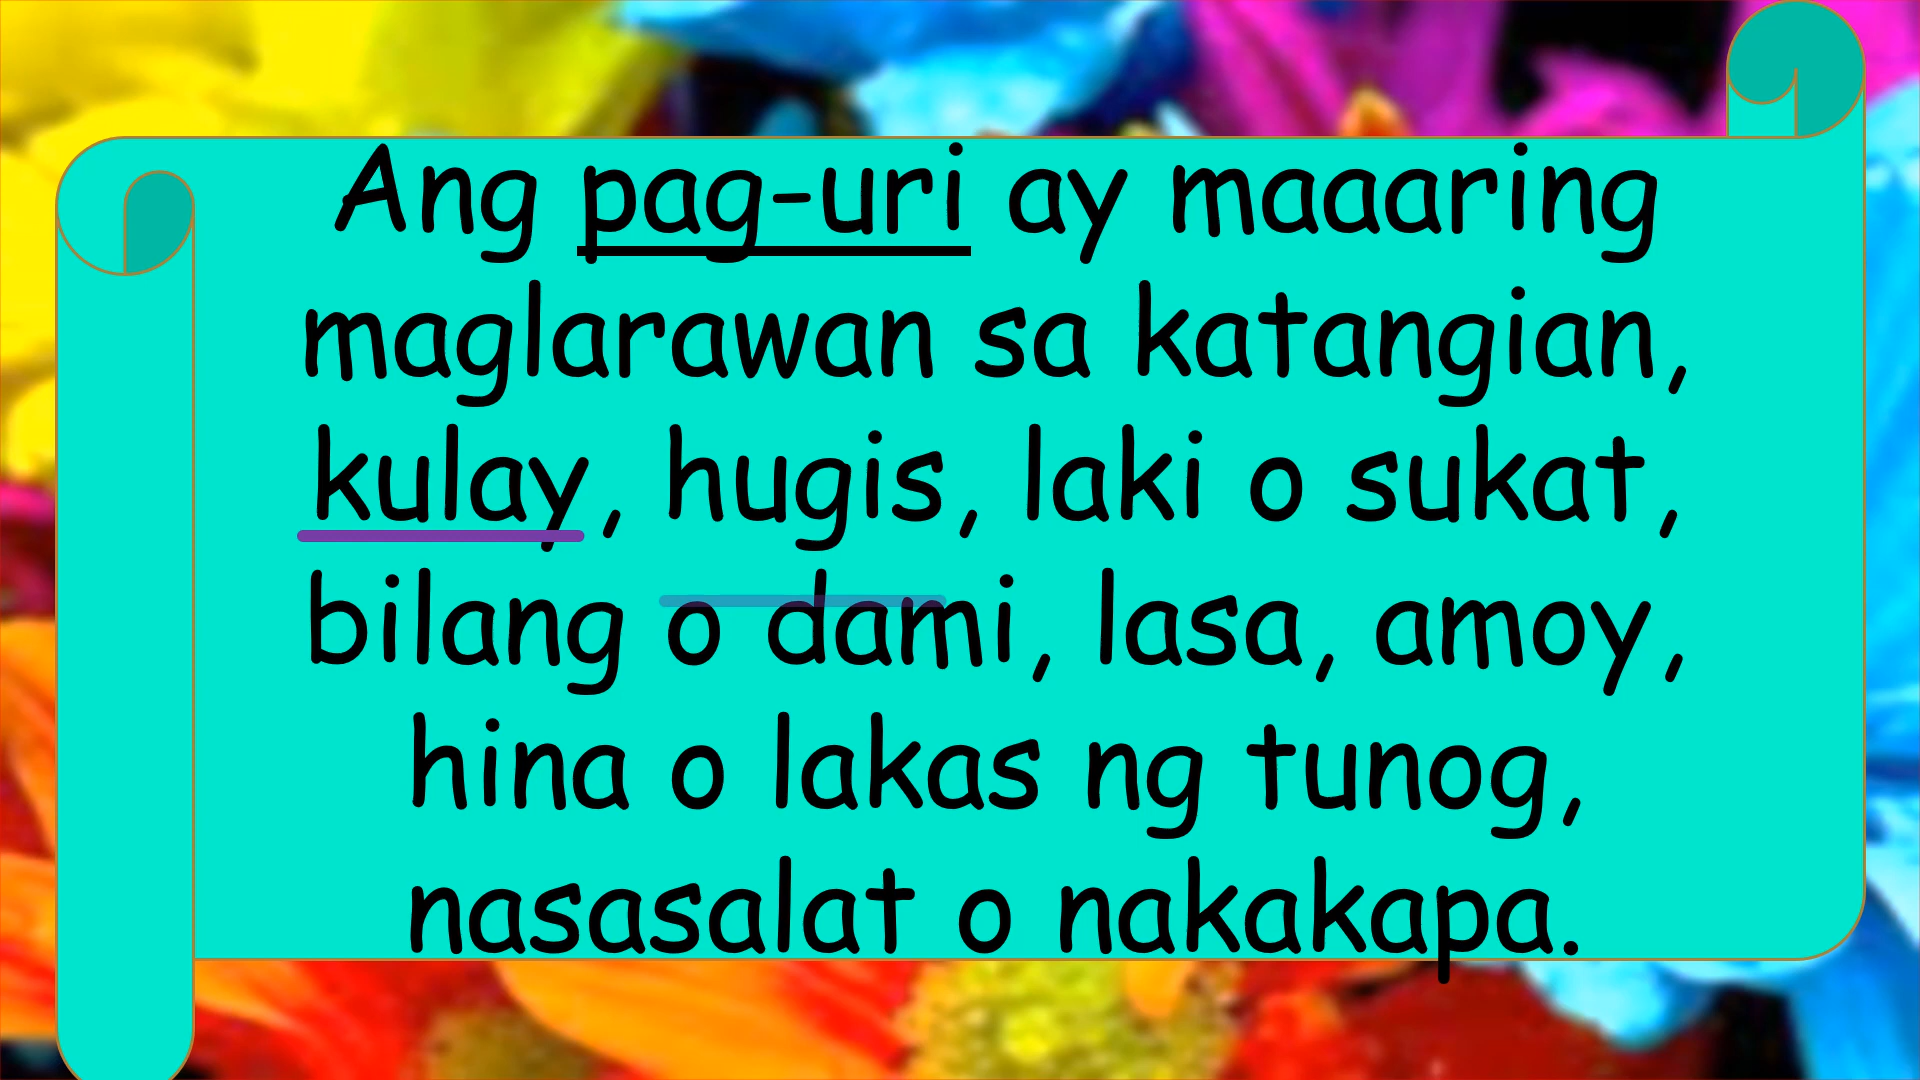 Ang pag-uri ay maaaring
maglarawan sa katangian,
kulay, hugis, laki o sukat,
bilang o dami, lasa, amoy,
hina o lakas ng tunog,
nasasalat o nakakapa.